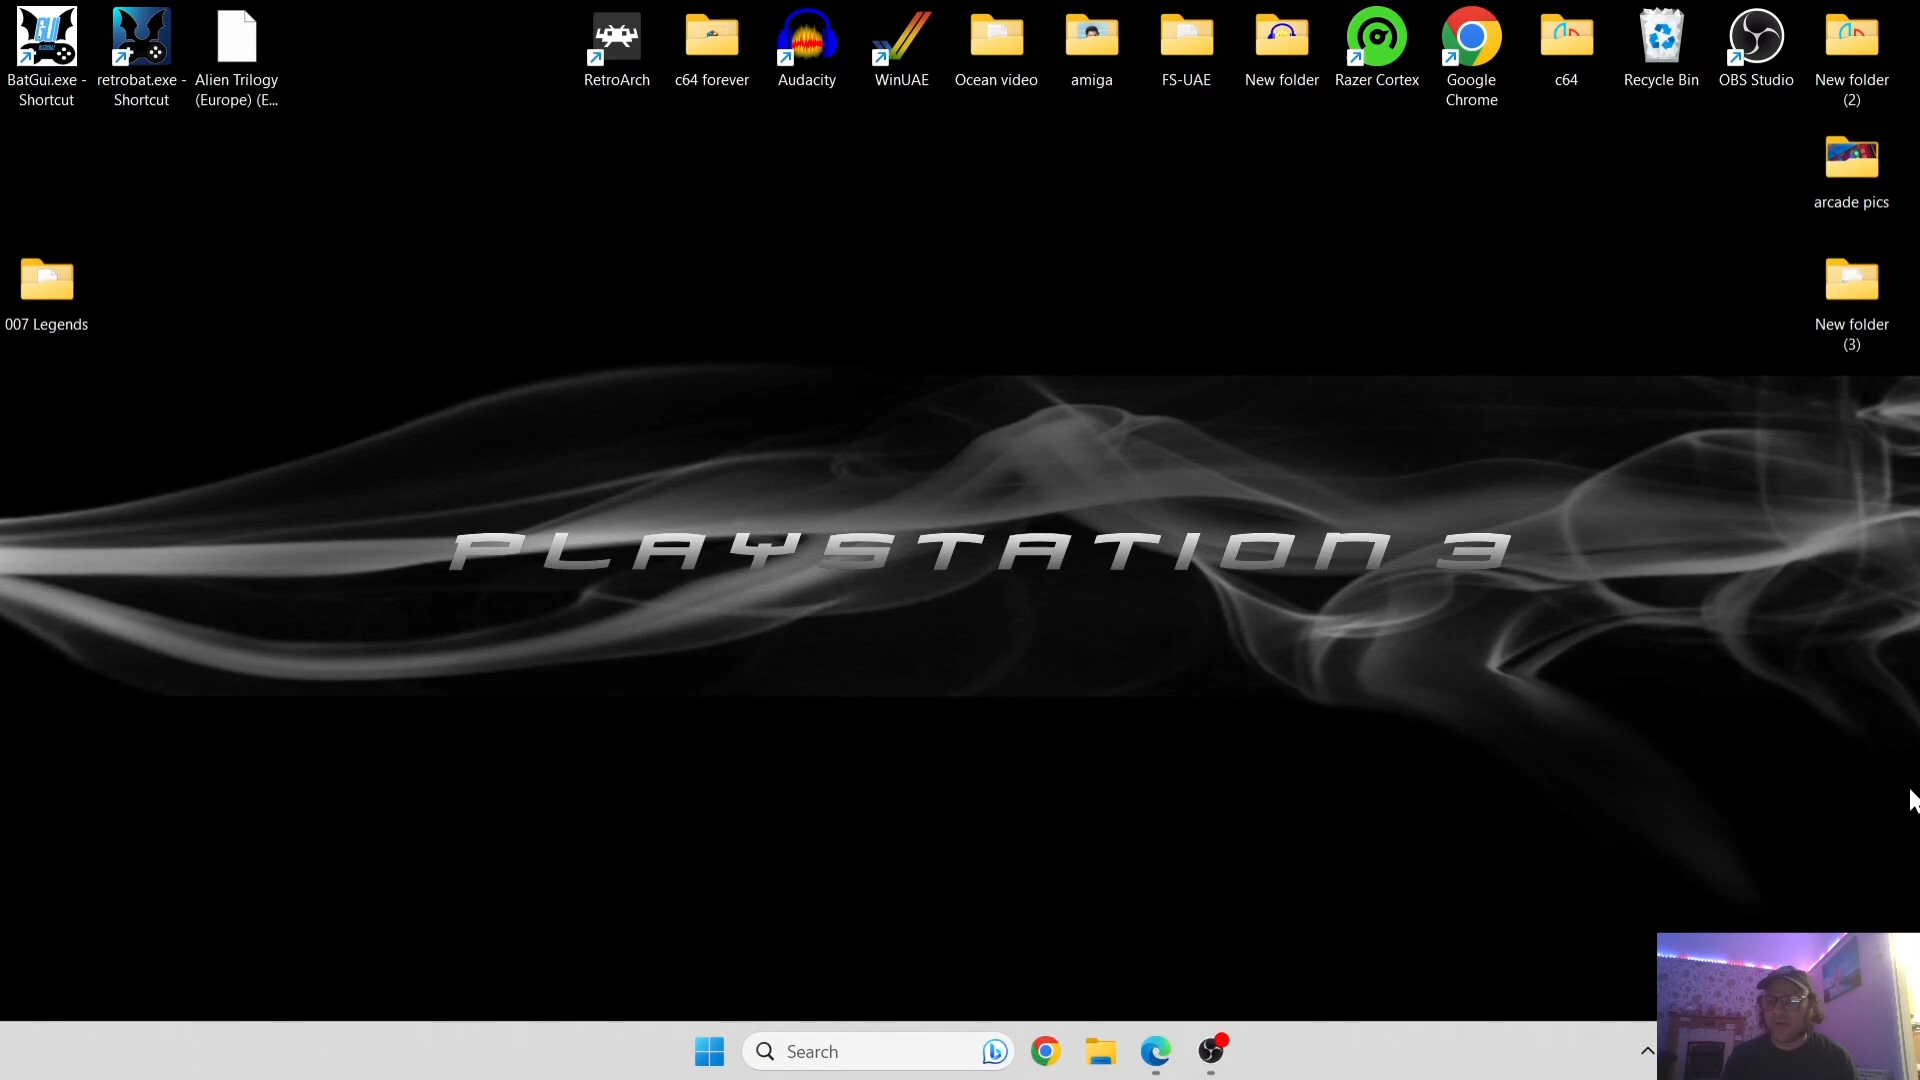 BatGui.exe -
Shortcut
retrobat.exe -
Shortcut
Alien Trilogy
(Europe) (E...
RetroArch
c64 forever
Audacity
WinUAE
Ocean video
amiga
FS-UAE
New folder
Razer Cortex
Google
Chrome
c64
Recycle Bin
OBS Studio
New folder
(2)
arcade pics
007 Legends
New folder
(3)
GUI
PLAYSTATION 3
Search